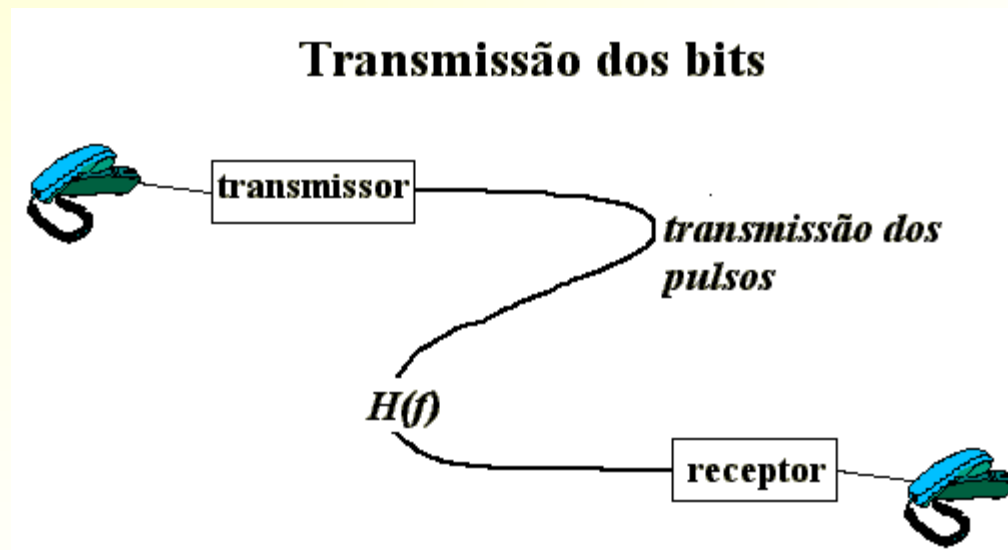 Transmissão dos bits
transmissor
transmissão dos
pulsos
H(f)
receptor